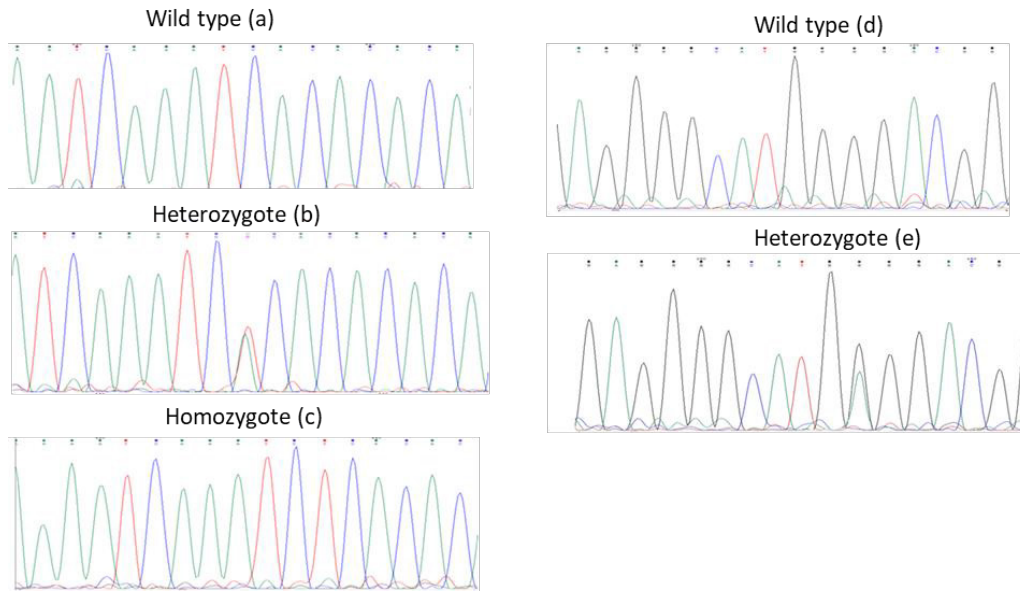 Wild type (a)
Heterozygote (b)
Homozygote (c)
Wild type (d)
Heterozygote (e)